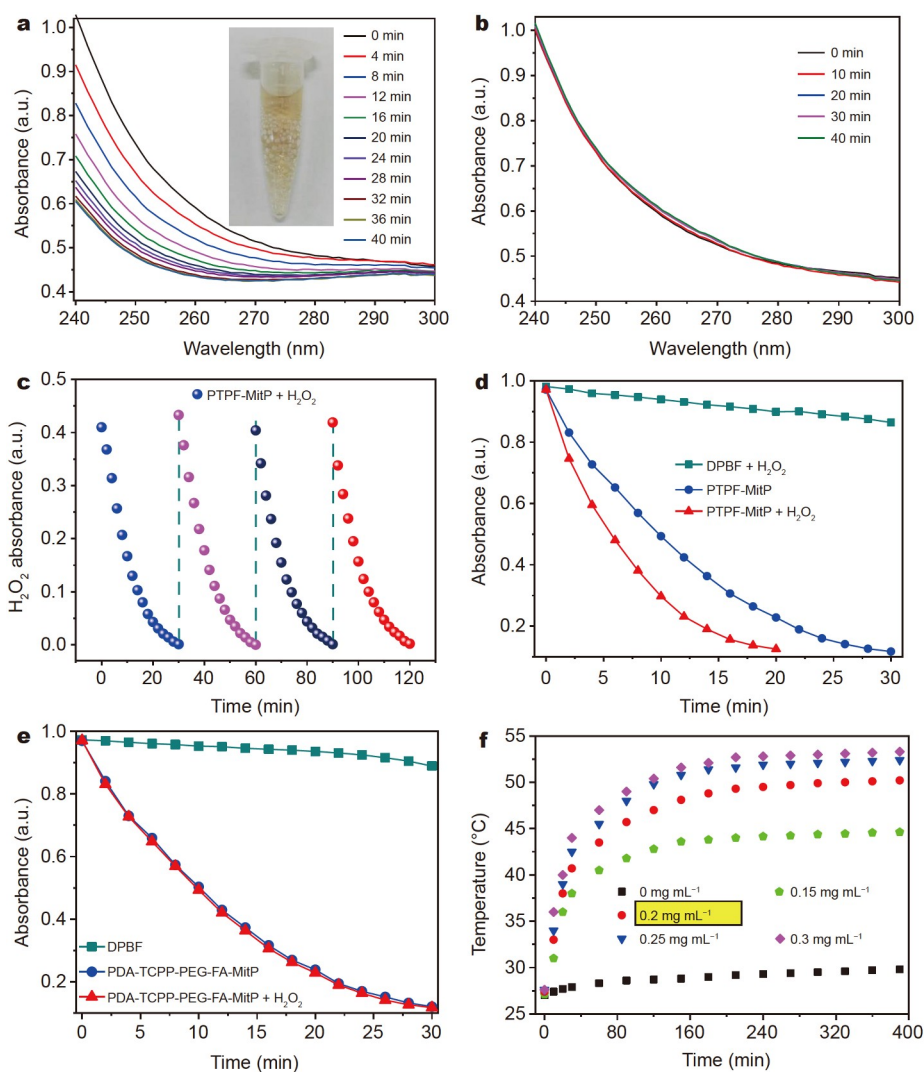 a
1.0
0.9
0.8
0.7
0.6
0.5
0.4
Absorbance (a.u.)
240 250 260 270 280 290 300
Wavelength (nm)
0 min
4 min
8 min
12 min
16 min
20 min
24 min
28 min
32 min
36 min
40 min
b
1.0
0.9
0.8
0.7
0.6
0.5
0.4
Absorbance (a.u.)
240 250 260 270 280 290 300
Wavelength (nm)
0 min
10 min
20 min
30 min
40 min
c
0.5
0.4
0.3
0.2
0.1
0.0
H₂O₂ absorbance (a.u.)
PTPF-MitP + H₂O₂
0 20 40 60 80 100 120
Time (min)
d
1.0
0.8
0.6
0.4
0.2
Absorbance (a.u.)
DPBF + H₂O₂
PTPF-MitP
PTPF-MitP + H₂O₂
0 5 10 15 20 25 30
Time (min)
e
1.0
0.8
0.6
0.4
0.2
Absorbance (a.u.)
DPBF
PDA-TCPP-PEG-FA-MitP
PDA-TCPP-PEG-FA-MitP + H₂O₂
0 5 10 15 20 25 30
Time (min)
f
55
50
45
40
35
30
25
Temperature (°C)
0 mg mL⁻¹
0.15 mg mL⁻¹
0.2 mg mL⁻¹
0.25 mg mL⁻¹
0.3 mg mL⁻¹
0 80 160 240 320 400
Time (min)